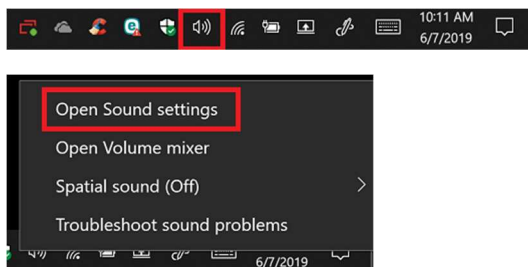 10:11 AM
6/7/2019
Open Sound settings
Open Volume mixer
Spatial sound (Off)
Troubleshoot sound problems
6/7/2019